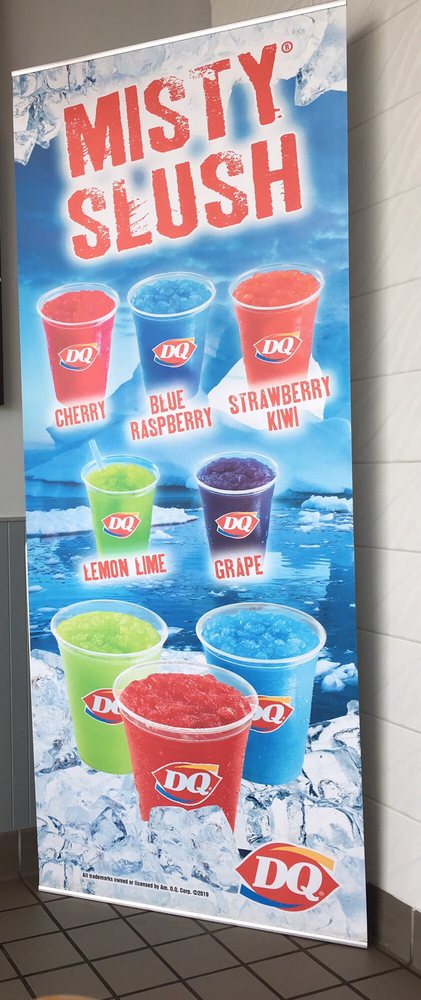 MISTY®
SLUSH
DQ
DQ
DQ
CHERRY
BLUE
RASPBERRY
STRAWBERRY
KIWI
DQ
DQ
LEMON LIME
GRAPE
DQ
DQ
DQ
DQ®
All trademarks owned or licensed by Am. D.Q. Corp. ©2019